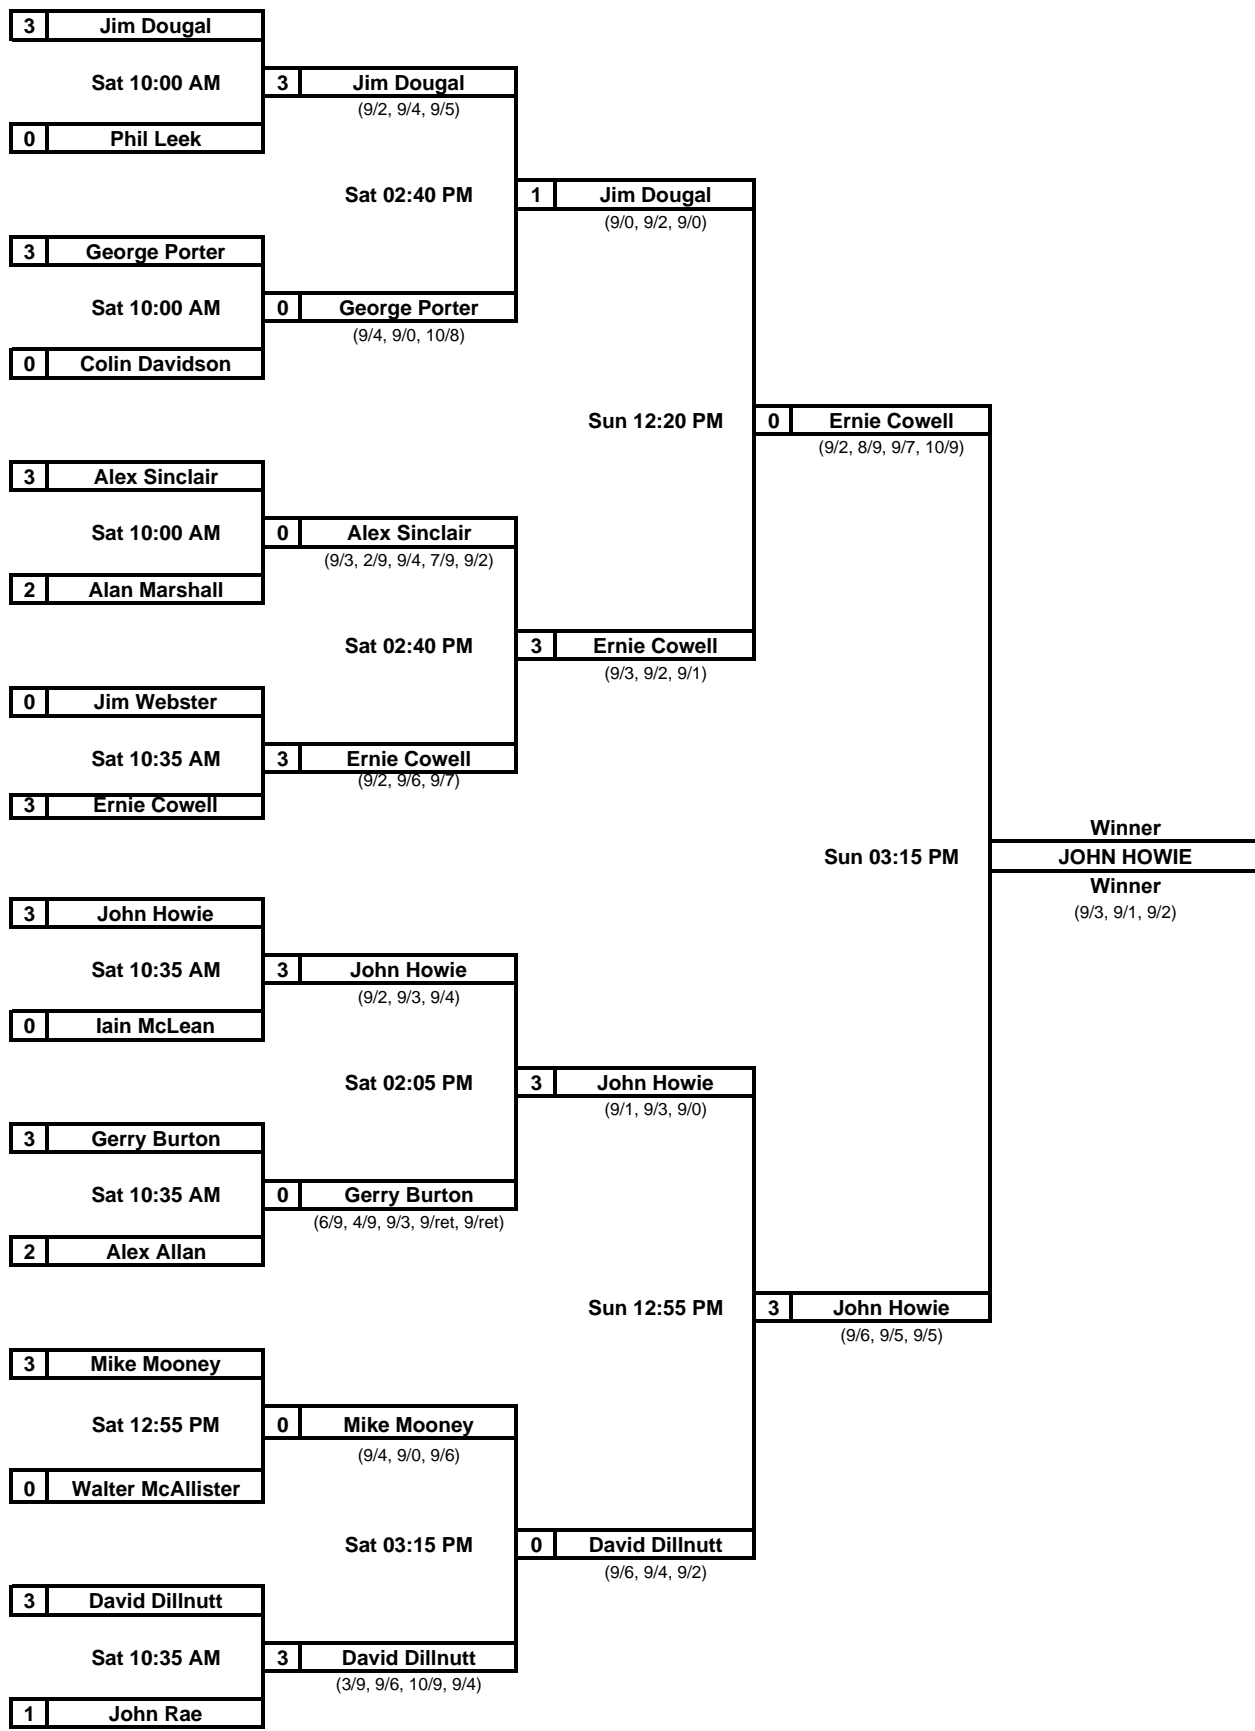 3 Jim Dougal
Sat 10:00 AM 3 Jim Dougal
(9/2, 9/4, 9/5)
0 Phil Leek
Sat 02:40 PM 1 Jim Dougal
(9/0, 9/2, 9/0)
3 George Porter
Sat 10:00 AM 0 George Porter
(9/4, 9/0, 10/8)
0 Colin Davidson
Sun 12:20 PM 0 Ernie Cowell
(9/2, 8/9, 9/7, 10/9)
3 Alex Sinclair
Sat 10:00 AM 0 Alex Sinclair
(9/3, 2/9, 9/4, 7/9, 9/2)
2 Alan Marshall
Sat 02:40 PM 3 Ernie Cowell
(9/3, 9/2, 9/1)
0 Jim Webster
Sat 10:35 AM 3 Ernie Cowell
(9/2, 9/6, 9/7)
3 Ernie Cowell
Winner
Sun 03:15 PM JOHN HOWIE
Winner
3 John Howie (9/3, 9/1, 9/2)
Sat 10:35 AM 3 John Howie
(9/2, 9/3, 9/4)
0 Iain McLean
Sat 02:05 PM 3 John Howie
(9/1, 9/3, 9/0)
3 Gerry Burton
Sat 10:35 AM 0 Gerry Burton
(6/9, 4/9, 9/3, 9/ret, 9/ret)
2 Alex Allan
Sun 12:55 PM 3 John Howie
(9/6, 9/5, 9/5)
3 Mike Mooney
Sat 12:55 PM 0 Mike Mooney
(9/4, 9/0, 9/6)
0 Walter McAllister
Sat 03:15 PM 0 David Dillnutt
(9/6, 9/4, 9/2)
3 David Dillnutt
Sat 10:35 AM 3 David Dillnutt
(3/9, 9/6, 10/9, 9/4)
1 John Rae